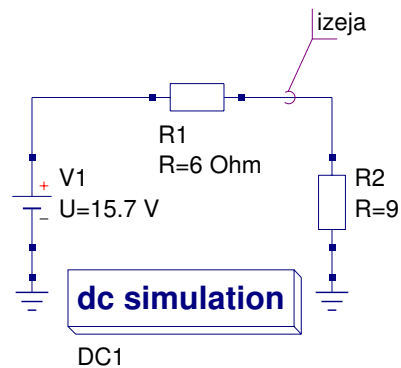 izeja
R1
R=6 Ohm
V1
U=15.7 V
R2
R=9
dc simulation
DC1